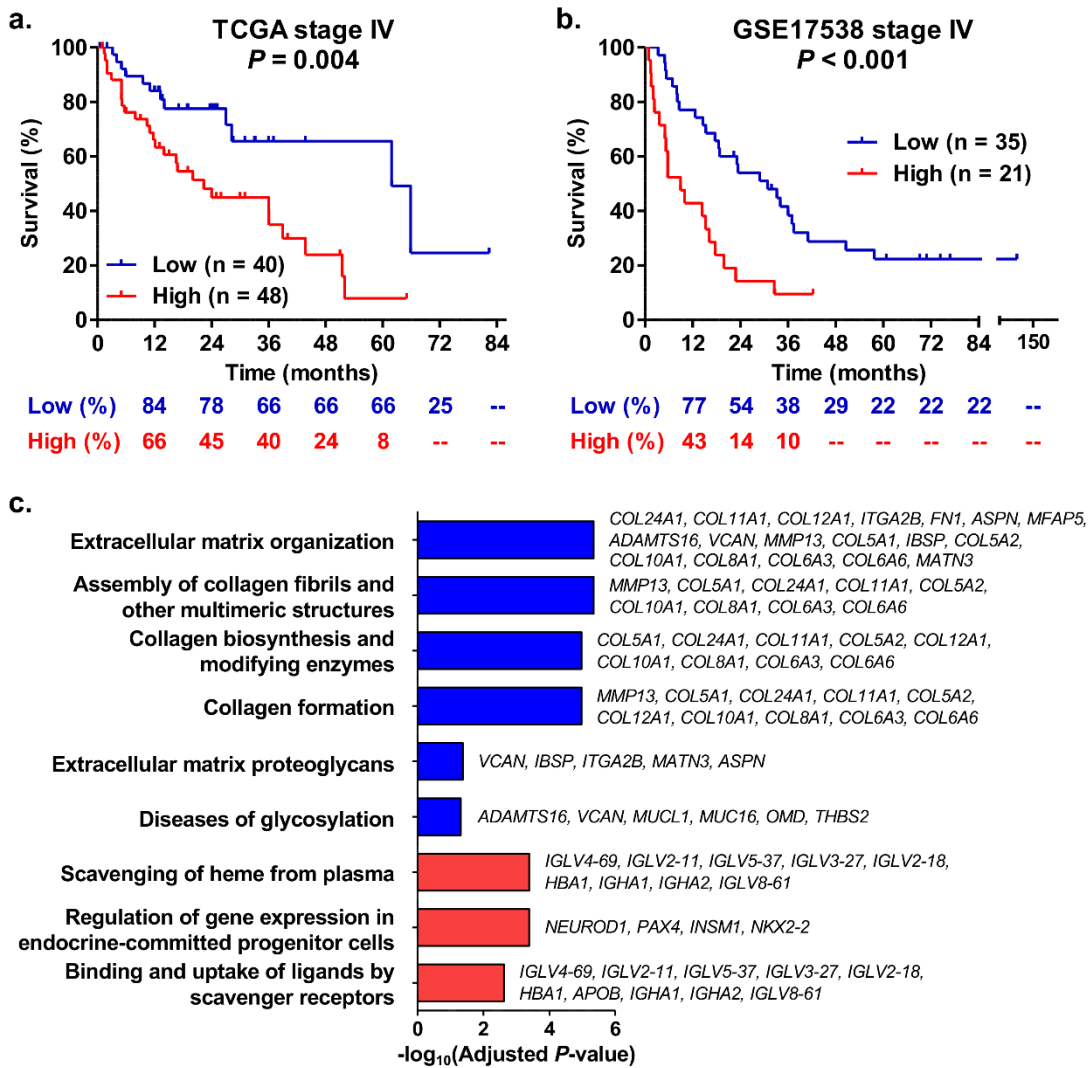 a.
TCGA stage IV
P = 0.004
Survival (%)
100
80
60
40
20
0
Low (n = 40)
High (n = 48)
0 12 24 36 48 60 72 84
Time (months)
Low (%) 84 78 66 66 66 25 --
High (%) 66 45 40 24 8 -- --
b.
GSE17538 stage IV
P < 0.001
Survival (%)
100
80
60
40
20
0
Low (n = 35)
High (n = 21)
0 12 24 36 48 60 72 84 150
Time (months)
Low (%) 77 54 38 29 22 22 22 --
High (%) 43 14 10 -- -- -- -- --
c.
Extracellular matrix organization
COL24A1, COL11A1, COL12A1, ITGA2B, FN1, ASPN, MFAP5,
ADAMTS16, VCAN, MMP13, COL5A1, IBSP, COL5A2,
COL10A1, COL8A1, COL6A3, COL6A6, MATN3
Assembly of collagen fibrils and
other multimeric structures
MMP13, COL5A1, COL24A1, COL11A1, COL5A2,
COL10A1, COL8A1, COL6A3, COL6A6
Collagen biosynthesis and
modifying enzymes
COL5A1, COL24A1, COL11A1, COL5A2, COL12A1,
COL10A1, COL8A1, COL6A3, COL6A6
Collagen formation
MMP13, COL5A1, COL24A1, COL11A1, COL5A2,
COL12A1, COL10A1, COL8A1, COL6A3, COL6A6
Extracellular matrix proteoglycans
VCAN, IBSP, ITGA2B, MATN3, ASPN
Diseases of glycosylation
ADAMTS16, VCAN, MUCL1, MUC16, OMD, THBS2
Scavenging of heme from plasma
IGLV4-69, IGLV2-11, IGLV5-37, IGLV3-27, IGLV2-18,
HBA1, IGHA1, IGHA2, IGLV8-61
Regulation of gene expression in
endocrine-committed progenitor cells
NEUROD1, PAX4, INSM1, NKX2-2
Binding and uptake of ligands by
scavenger receptors
IGLV4-69, IGLV2-11, IGLV5-37, IGLV3-27, IGLV2-18,
HBA1, APOB, IGHA1, IGHA2, IGLV8-61
0 2 4 6
-log10(Adjusted P-value)